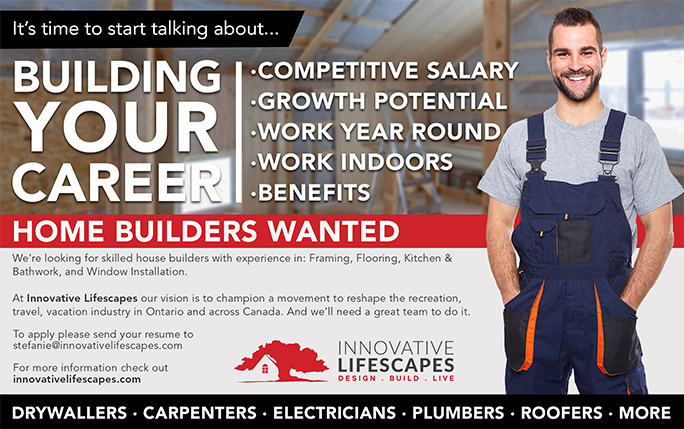 It's time to start talking about...
BUILDING
YOUR
CAREER
·COMPETITIVE SALARY
·GROWTH POTENTIAL
·WORK YEAR ROUND
·WORK INDOORS
·BENEFITS
HOME BUILDERS WANTED
We're looking for skilled house builders with experience in: Framing, Flooring, Kitchen &
Bathwork, and Window Installation.
At Innovative Lifescapes our vision is to champion a movement to reshape the recreation,
travel, vacation industry in Ontario and across Canada. And we'll need a great team to do it.
To apply please send your resume to
stefanie@innovativelifescapes.com
For more information check out
innovativelifescapes.com
INNOVATIVE
LIFESCAPES
DESIGN . BUILD . LIVE
DRYWALLERS · CARPENTERS · ELECTRICIANS · PLUMBERS · ROOFERS · MORE